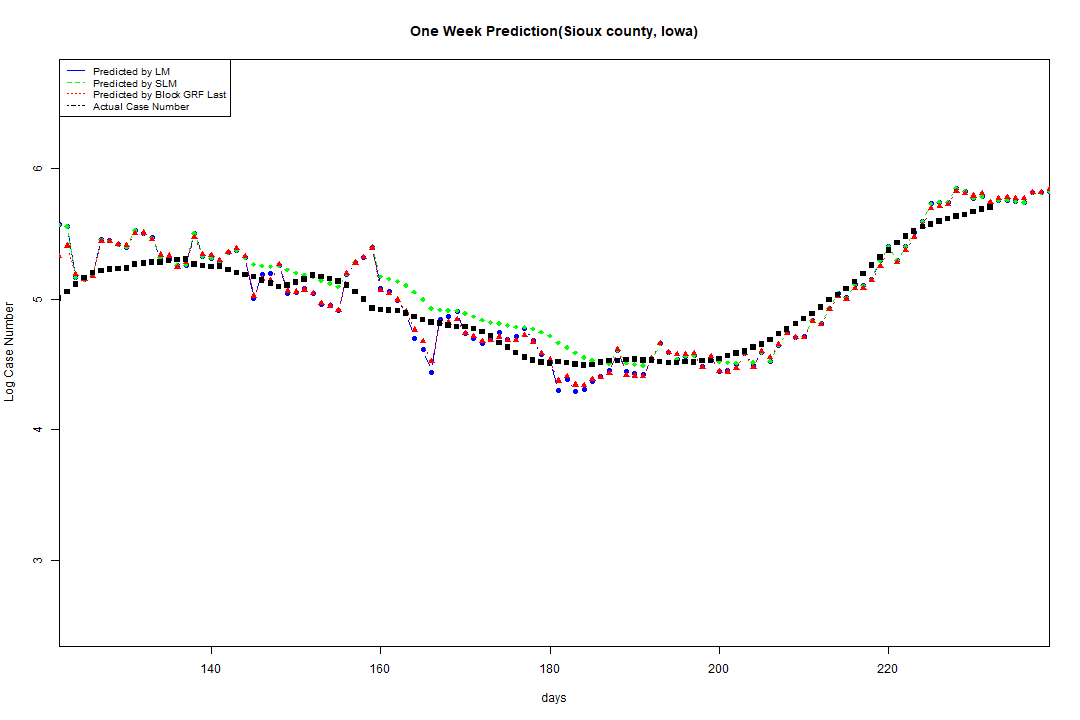 One Week Prediction(Sioux county, Iowa)
Predicted by LM
Predicted by SLM
Predicted by Block GRF Last
Actual Case Number
Log Case Number
6
5
4
3
140 160 180 200 220
days